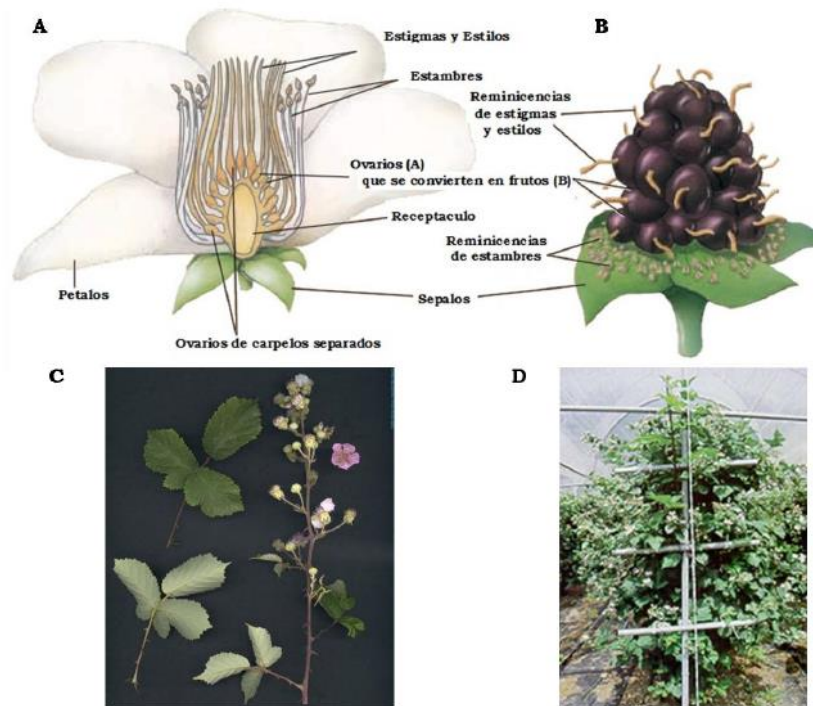 A
B
Estigmas y Estilos
Estambres
Reminicencias
de estigmas
y estilos
Ovarios (A)
que se convierten en frutos (B)
Receptaculo
Reminicencias
de estambres
Petalos
Sepalos
Ovarios de carpelos separados
C
D